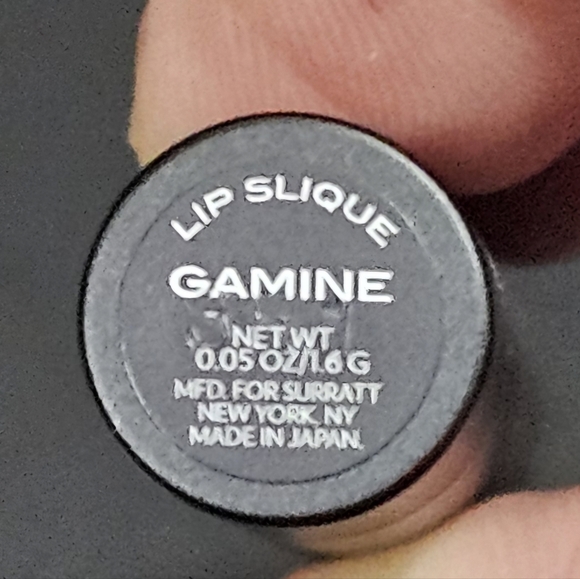 LIP SLIQUE
GAMINE
NET WT
0.05 OZ/1.6 G
MFD. FOR SURRATT
NEW YORK, NY
MADE IN JAPAN.